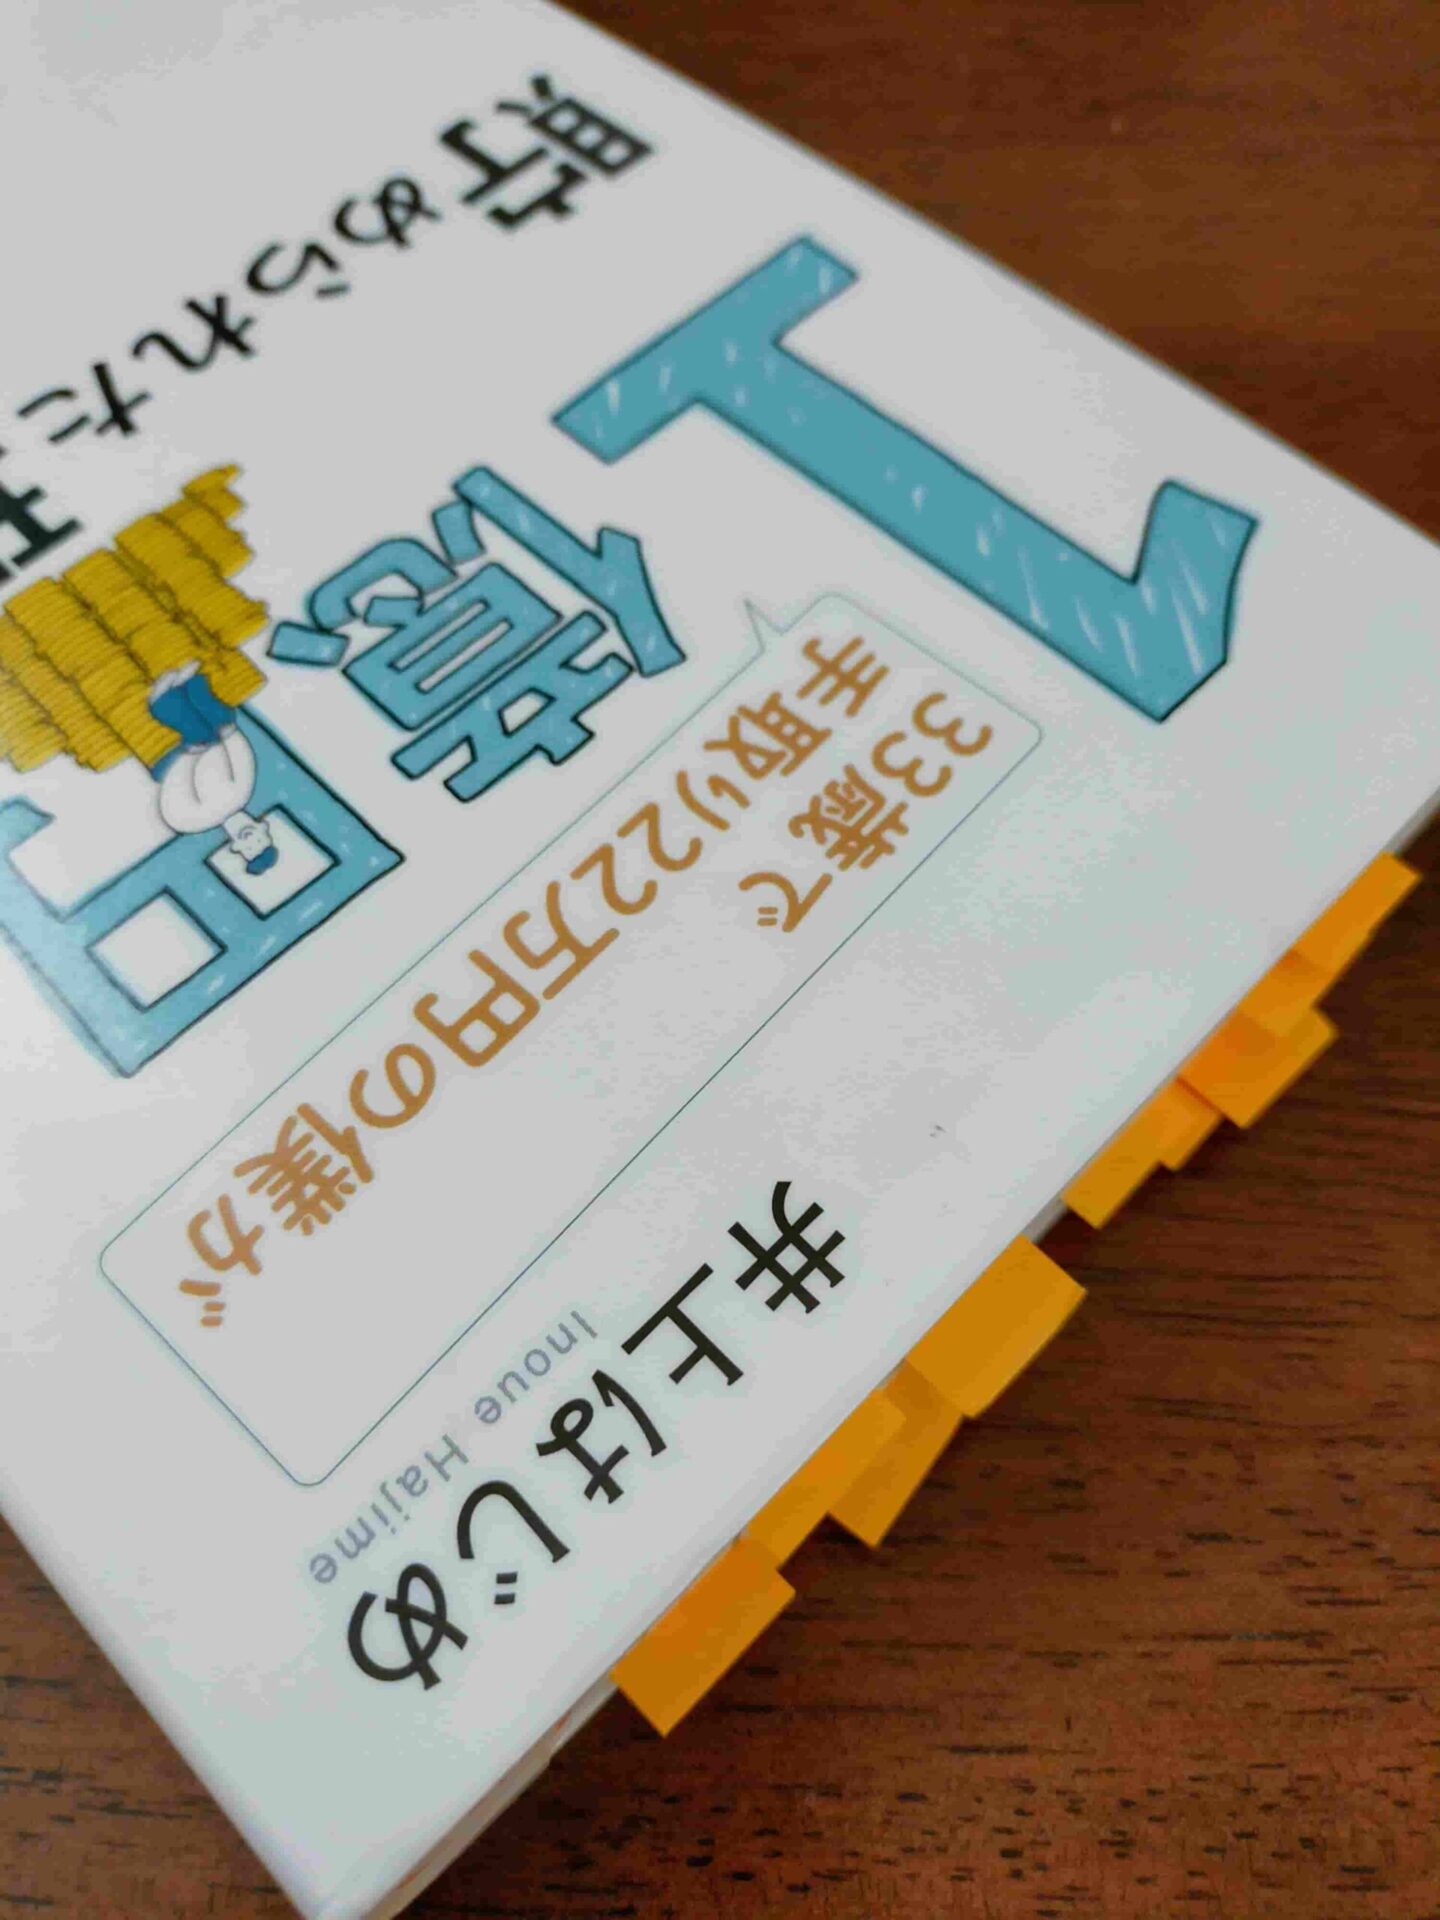 井上はじめ
Inoue Hajime
33歳で
手取り22万円の僕が
1億円
貯められた